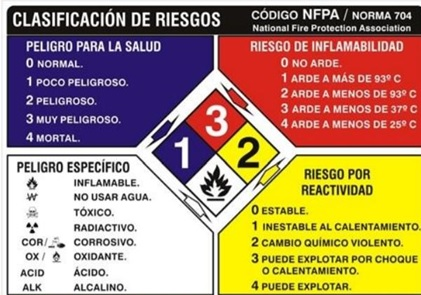 CLASIFICACIÓN DE RIESGOS
CÓDIGO NFPA / NORMA 704
National Fire Protection Association
PELIGRO PARA LA SALUD
0 NORMAL.
1 POCO PELIGROSO.
2 PELIGROSO.
3 MUY PELIGROSO.
4 MORTAL.
RIESGO DE INFLAMABILIDAD
0 NO ARDE.
1 ARDE A MÁS DE 93º C
2 ARDE A MENOS DE 93º C
3 ARDE A MENOS DE 37º C
4 ARDE A MENOS DE 25º C
3
1 2
PELIGRO ESPECÍFICO
INFLAMABLE.
W NO USAR AGUA.
TÓXICO.
RADIACTIVO.
COR/ CORROSIVO.
OX / OXIDANTE.
ACID ÁCIDO.
ALK ALCALINO.
RIESGO POR
REACTIVIDAD
0 ESTABLE.
1 INESTABLE AL CALENTAMIENTO.
2 CAMBIO QUÍMICO VIOLENTO.
3 PUEDE EXPLOTAR POR CHOQUE
O CALENTAMIENTO.
4 PUEDE EXPLOTAR.